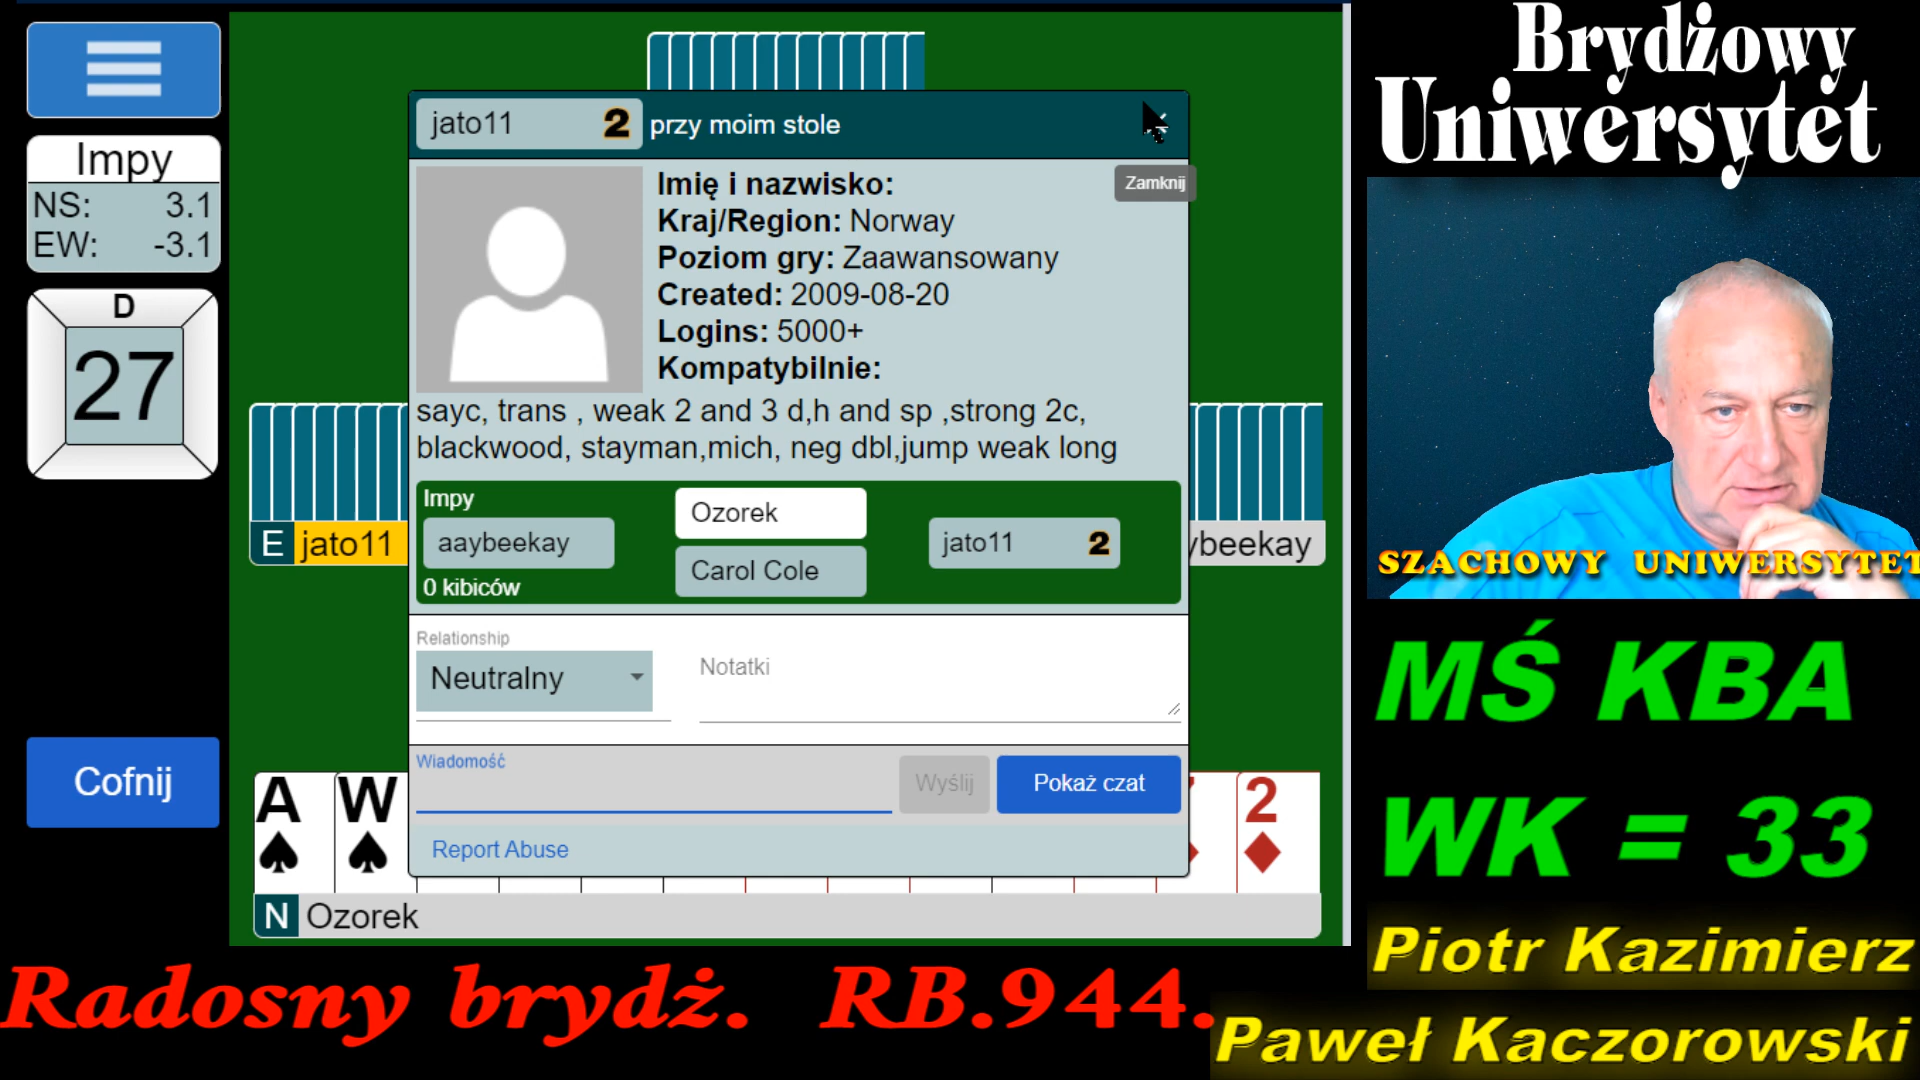 Impy
NS: 3.1
EW: -3.1
D
27
Cofnij
jato11 2 przy moim stole
Zamknij
Imię i nazwisko:
Kraj/Region: Norway
Poziom gry: Zaawansowany
Created: 2009-08-20
Logins: 5000+
Kompatybilnie:
sayc, trans , weak 2 and 3 d,h and sp ,strong 2c,
blackwood, stayman,mich, neg dbl,jump weak long
Impy
Ozorek
aaybeekay
jato11 2
Carol Cole
0 kibiców
Relationship
Neutralny
Notatki
Wiadomość
Wyślij
Pokaż czat
Report Abuse
E jato11
ybeekay
A W
2
N Ozorek
Brydżowy
Uniwersytet
SZACHOWY UNIWERSYTET
MŚ KBA
WK = 33
Piotr Kazimierz
Paweł Kaczorowski
Radosny brydż. RB.944.